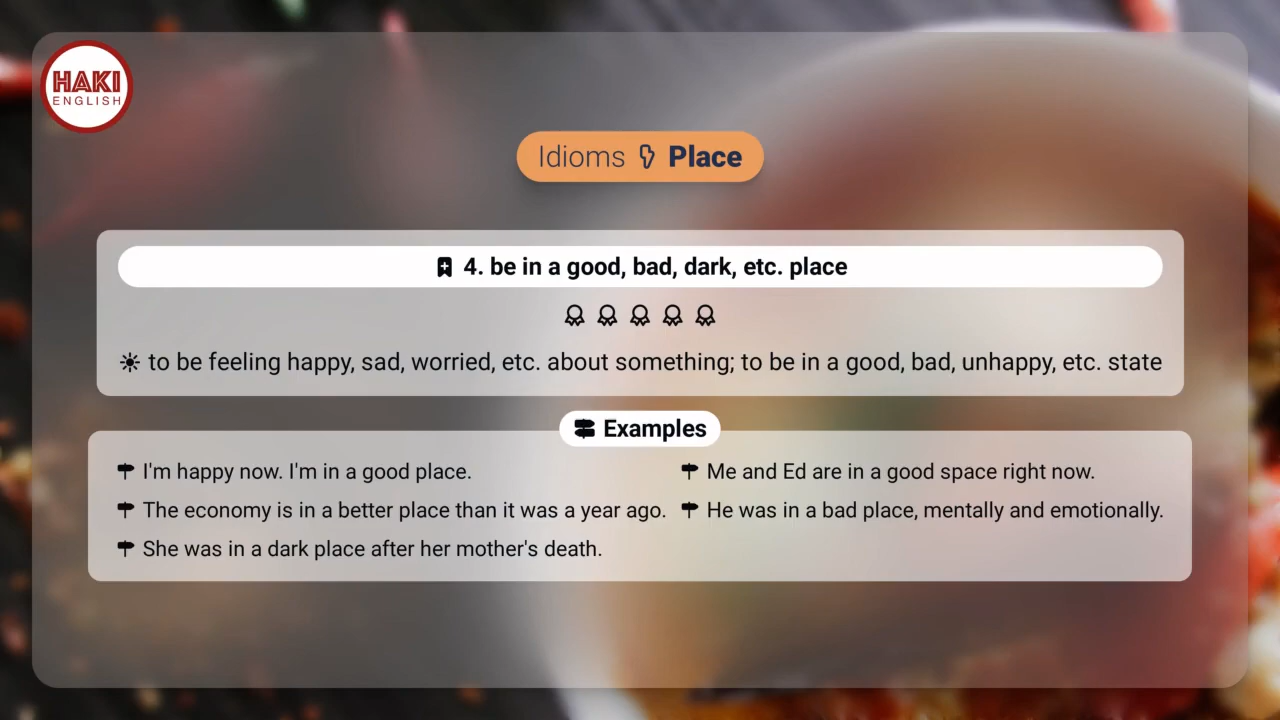 HAKI
ENGLISH
Idioms Place
4. be in a good, bad, dark, etc. place
to be feeling happy, sad, worried, etc. about something; to be in a good, bad, unhappy, etc. state
Examples
I'm happy now. I'm in a good place.
The economy is in a better place than it was a year ago.
She was in a dark place after her mother's death.
Me and Ed are in a good space right now.
He was in a bad place, mentally and emotionally.